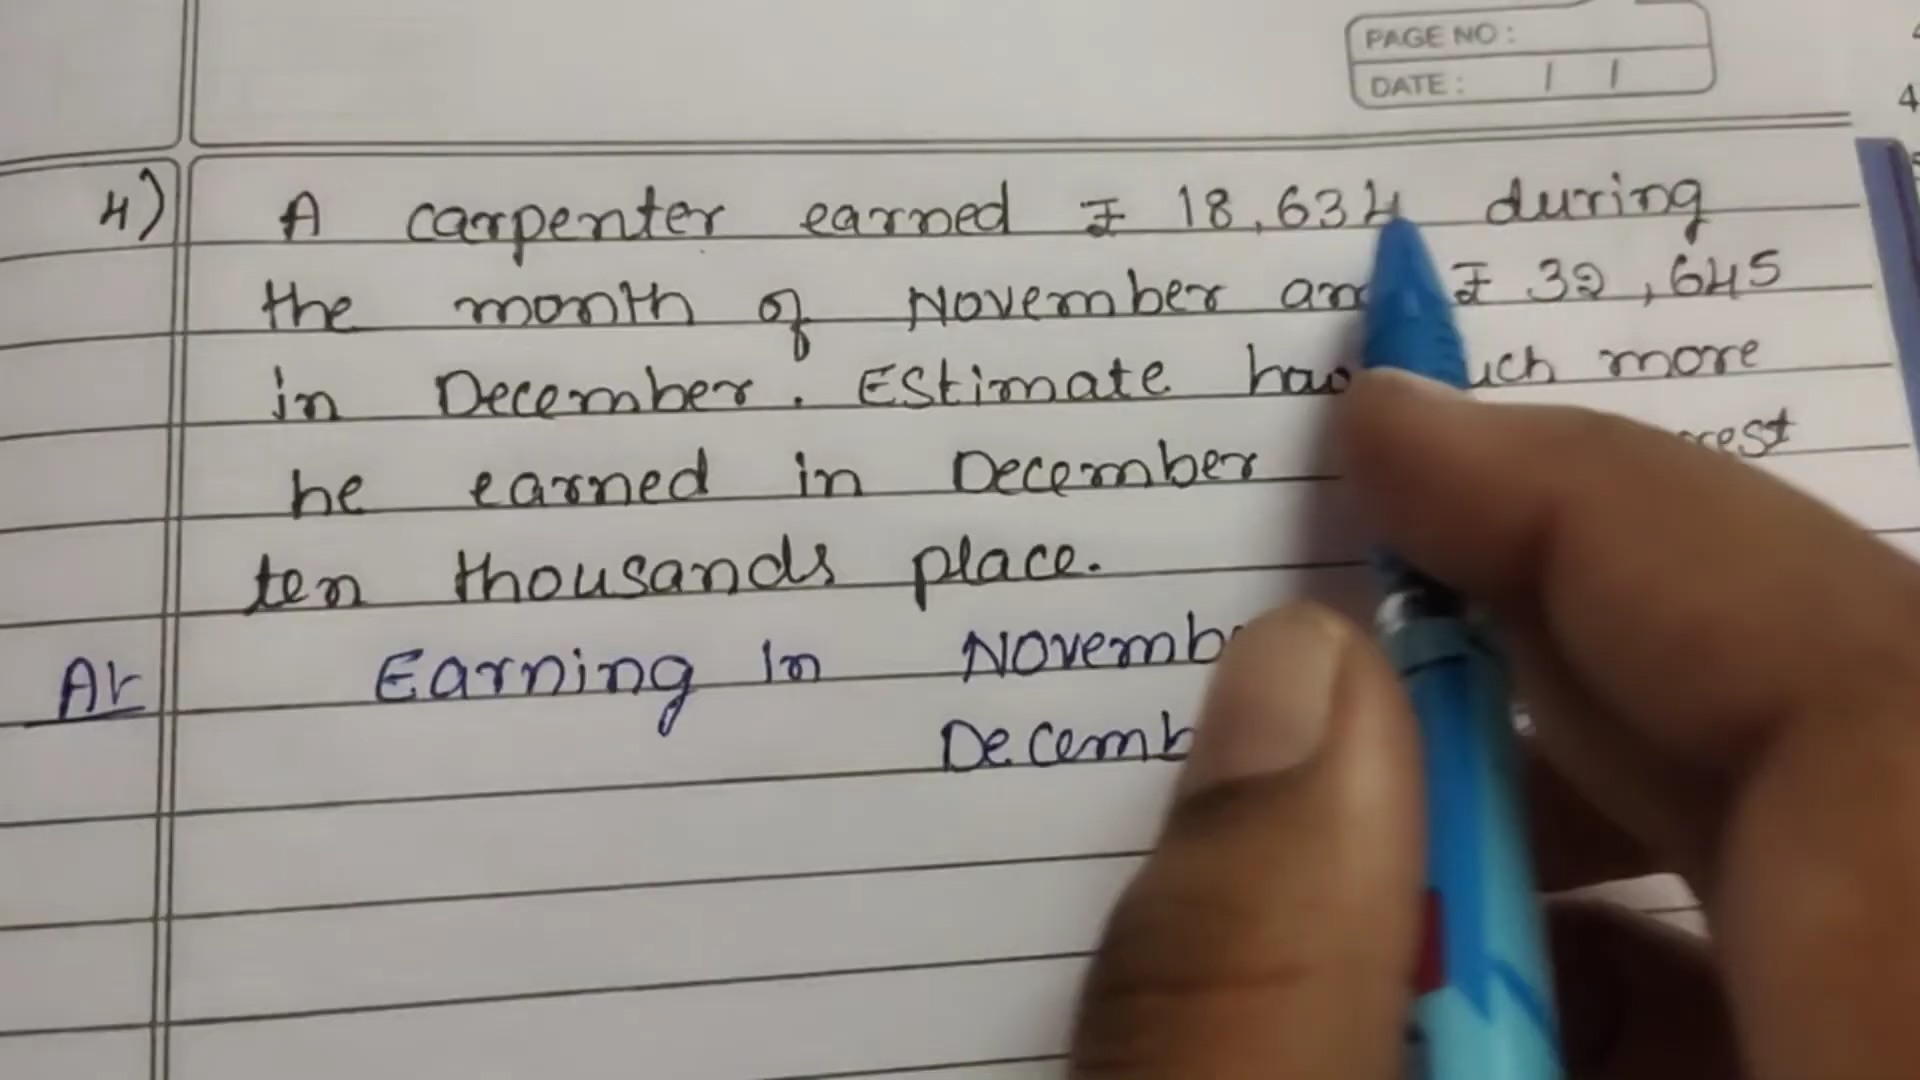 PAGE NO :
DATE :
4)
A carpenter earned ₹ 18,634 during
the month of November ₹ 32,645
in December. Estimate more
he earned in December
ten thousands place.
Ar
Earning In